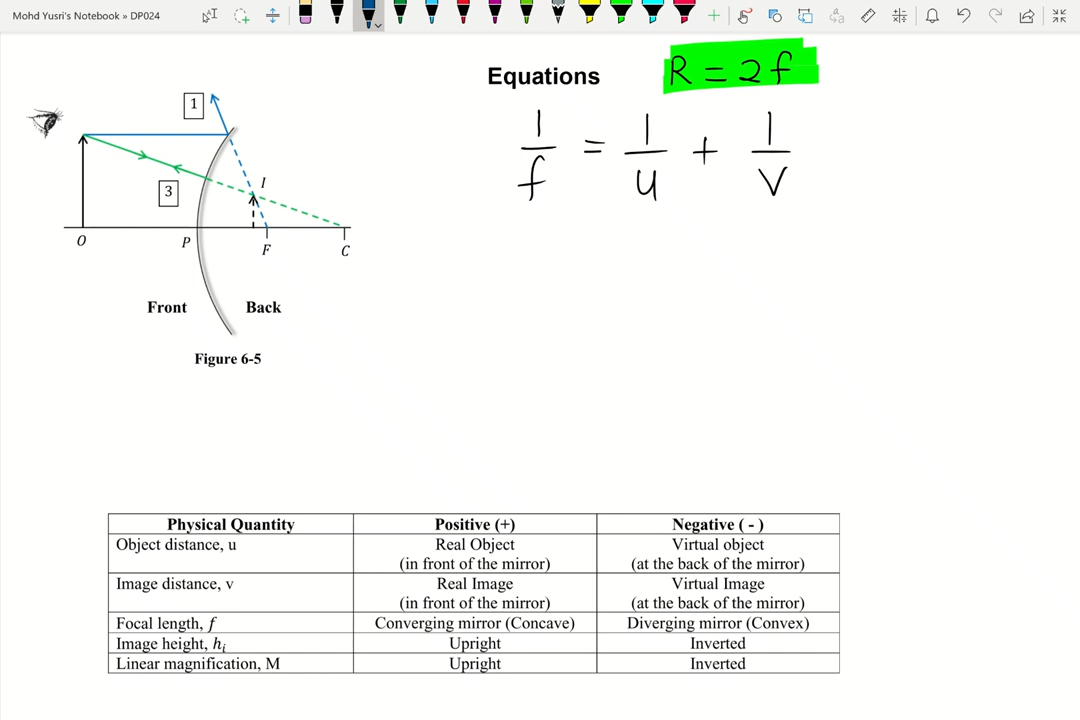 Mohd Yusri's Notebook » DP024
Equations
R = 2f
1/f = 1/u + 1/v
1
3
I
O
P
F
C
Front
Back
Figure 6-5
Physical Quantity Positive (+) Negative ( - )
Object distance, u Real Object Virtual object
(in front of the mirror) (at the back of the mirror)
Image distance, v Real Image Virtual Image
(in front of the mirror) (at the back of the mirror)
Focal length, f Converging mirror (Concave) Diverging mirror (Convex)
Image height, hᵢ Upright Inverted
Linear magnification, M Upright Inverted